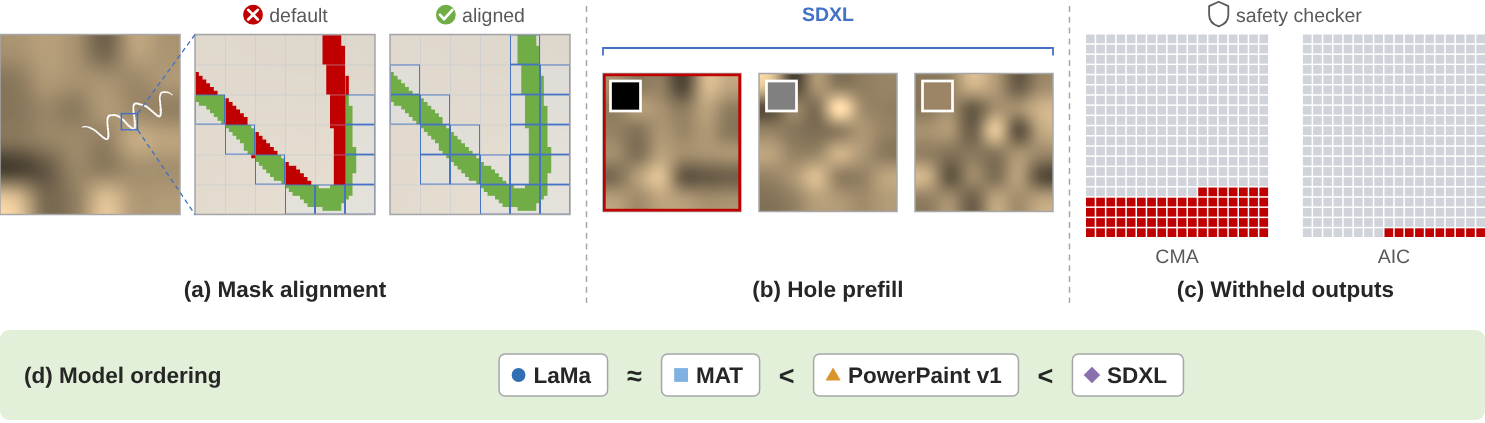 default
aligned
(a) Mask alignment
SDXL
(b) Hole prefill
safety checker
CMA
AIC
(c) Withheld outputs
(d) Model ordering
LaMa ≈ MAT < PowerPaint v1 < SDXL